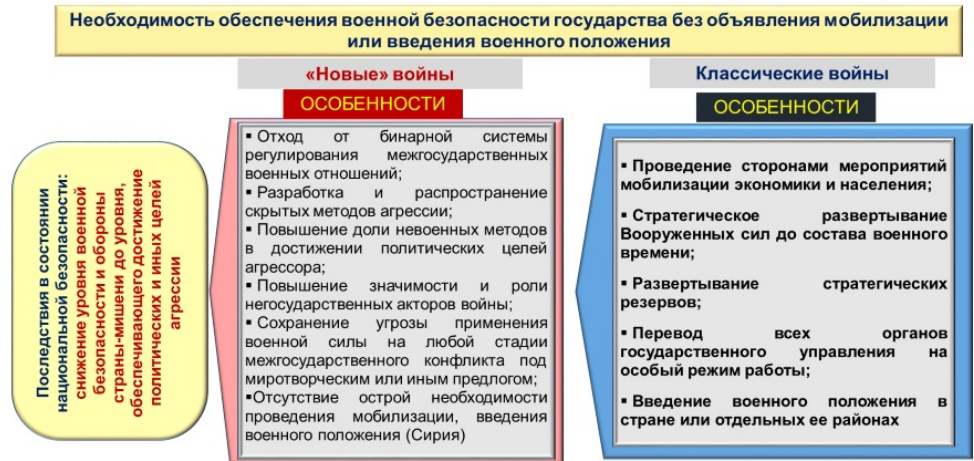 Необходимость обеспечения военной безопасности государства без объявления мобилизации
или введения военного положения
«Новые» войны
ОСОБЕННОСТИ
▪ Отход от бинарной системы
регулирования межгосударственных
военных отношений;
▪ Разработка и распространение
скрытых методов агрессии;
▪ Повышение доли невоенных методов
в достижении политических целей
агрессора;
▪ Повышение значимости и роли
негосударственных акторов войны;
▪ Сохранение угрозы применения
военной силы на любой стадии
межгосударственного конфликта под
миротворческим или иным предлогом;
▪Отсутствие острой необходимости
проведения мобилизации, введения
военного положения (Сирия)
Классические войны
ОСОБЕННОСТИ
▪ Проведение сторонами мероприятий
мобилизации экономики и населения;
▪ Стратегическое развертывание
Вооруженных сил до состава военного
времени;
▪ Развертывание стратегических
резервов;
▪ Перевод всех органов
государственного управления на
особый режим работы;
▪ Введение военного положения в
стране или отдельных ее районах
Последствия в состоянии
национальной безопасности:
снижение уровня военной
безопасности и обороны
страны-мишени до уровня,
обеспечивающего достижение
политических и иных целей
агрессии